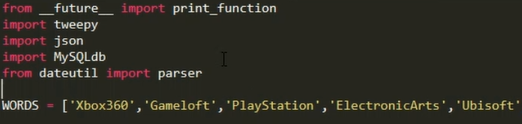 from __future__ import print_function
import tweepy
import json
import MySQLdb
from dateutil import parser
WORDS = ['Xbox360','Gameloft','PlayStation','ElectronicArts','Ubisoft'